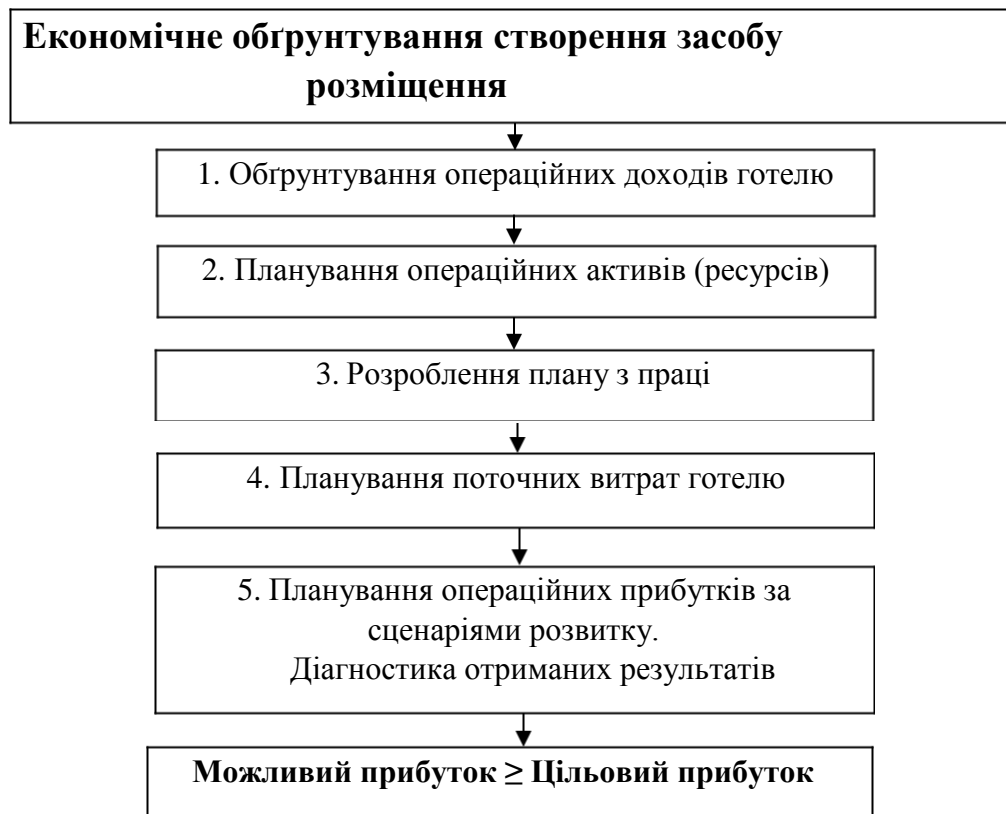 Економічне обґрунтування створення засобу
розміщення
1. Обґрунтування операційних доходів готелю
2. Планування операційних активів (ресурсів)
3. Розроблення плану з праці
4. Планування поточних витрат готелю
5. Планування операційних прибутків за
сценаріями розвитку.
Діагностика отриманих результатів
Можливий прибуток ≥ Цільовий прибуток